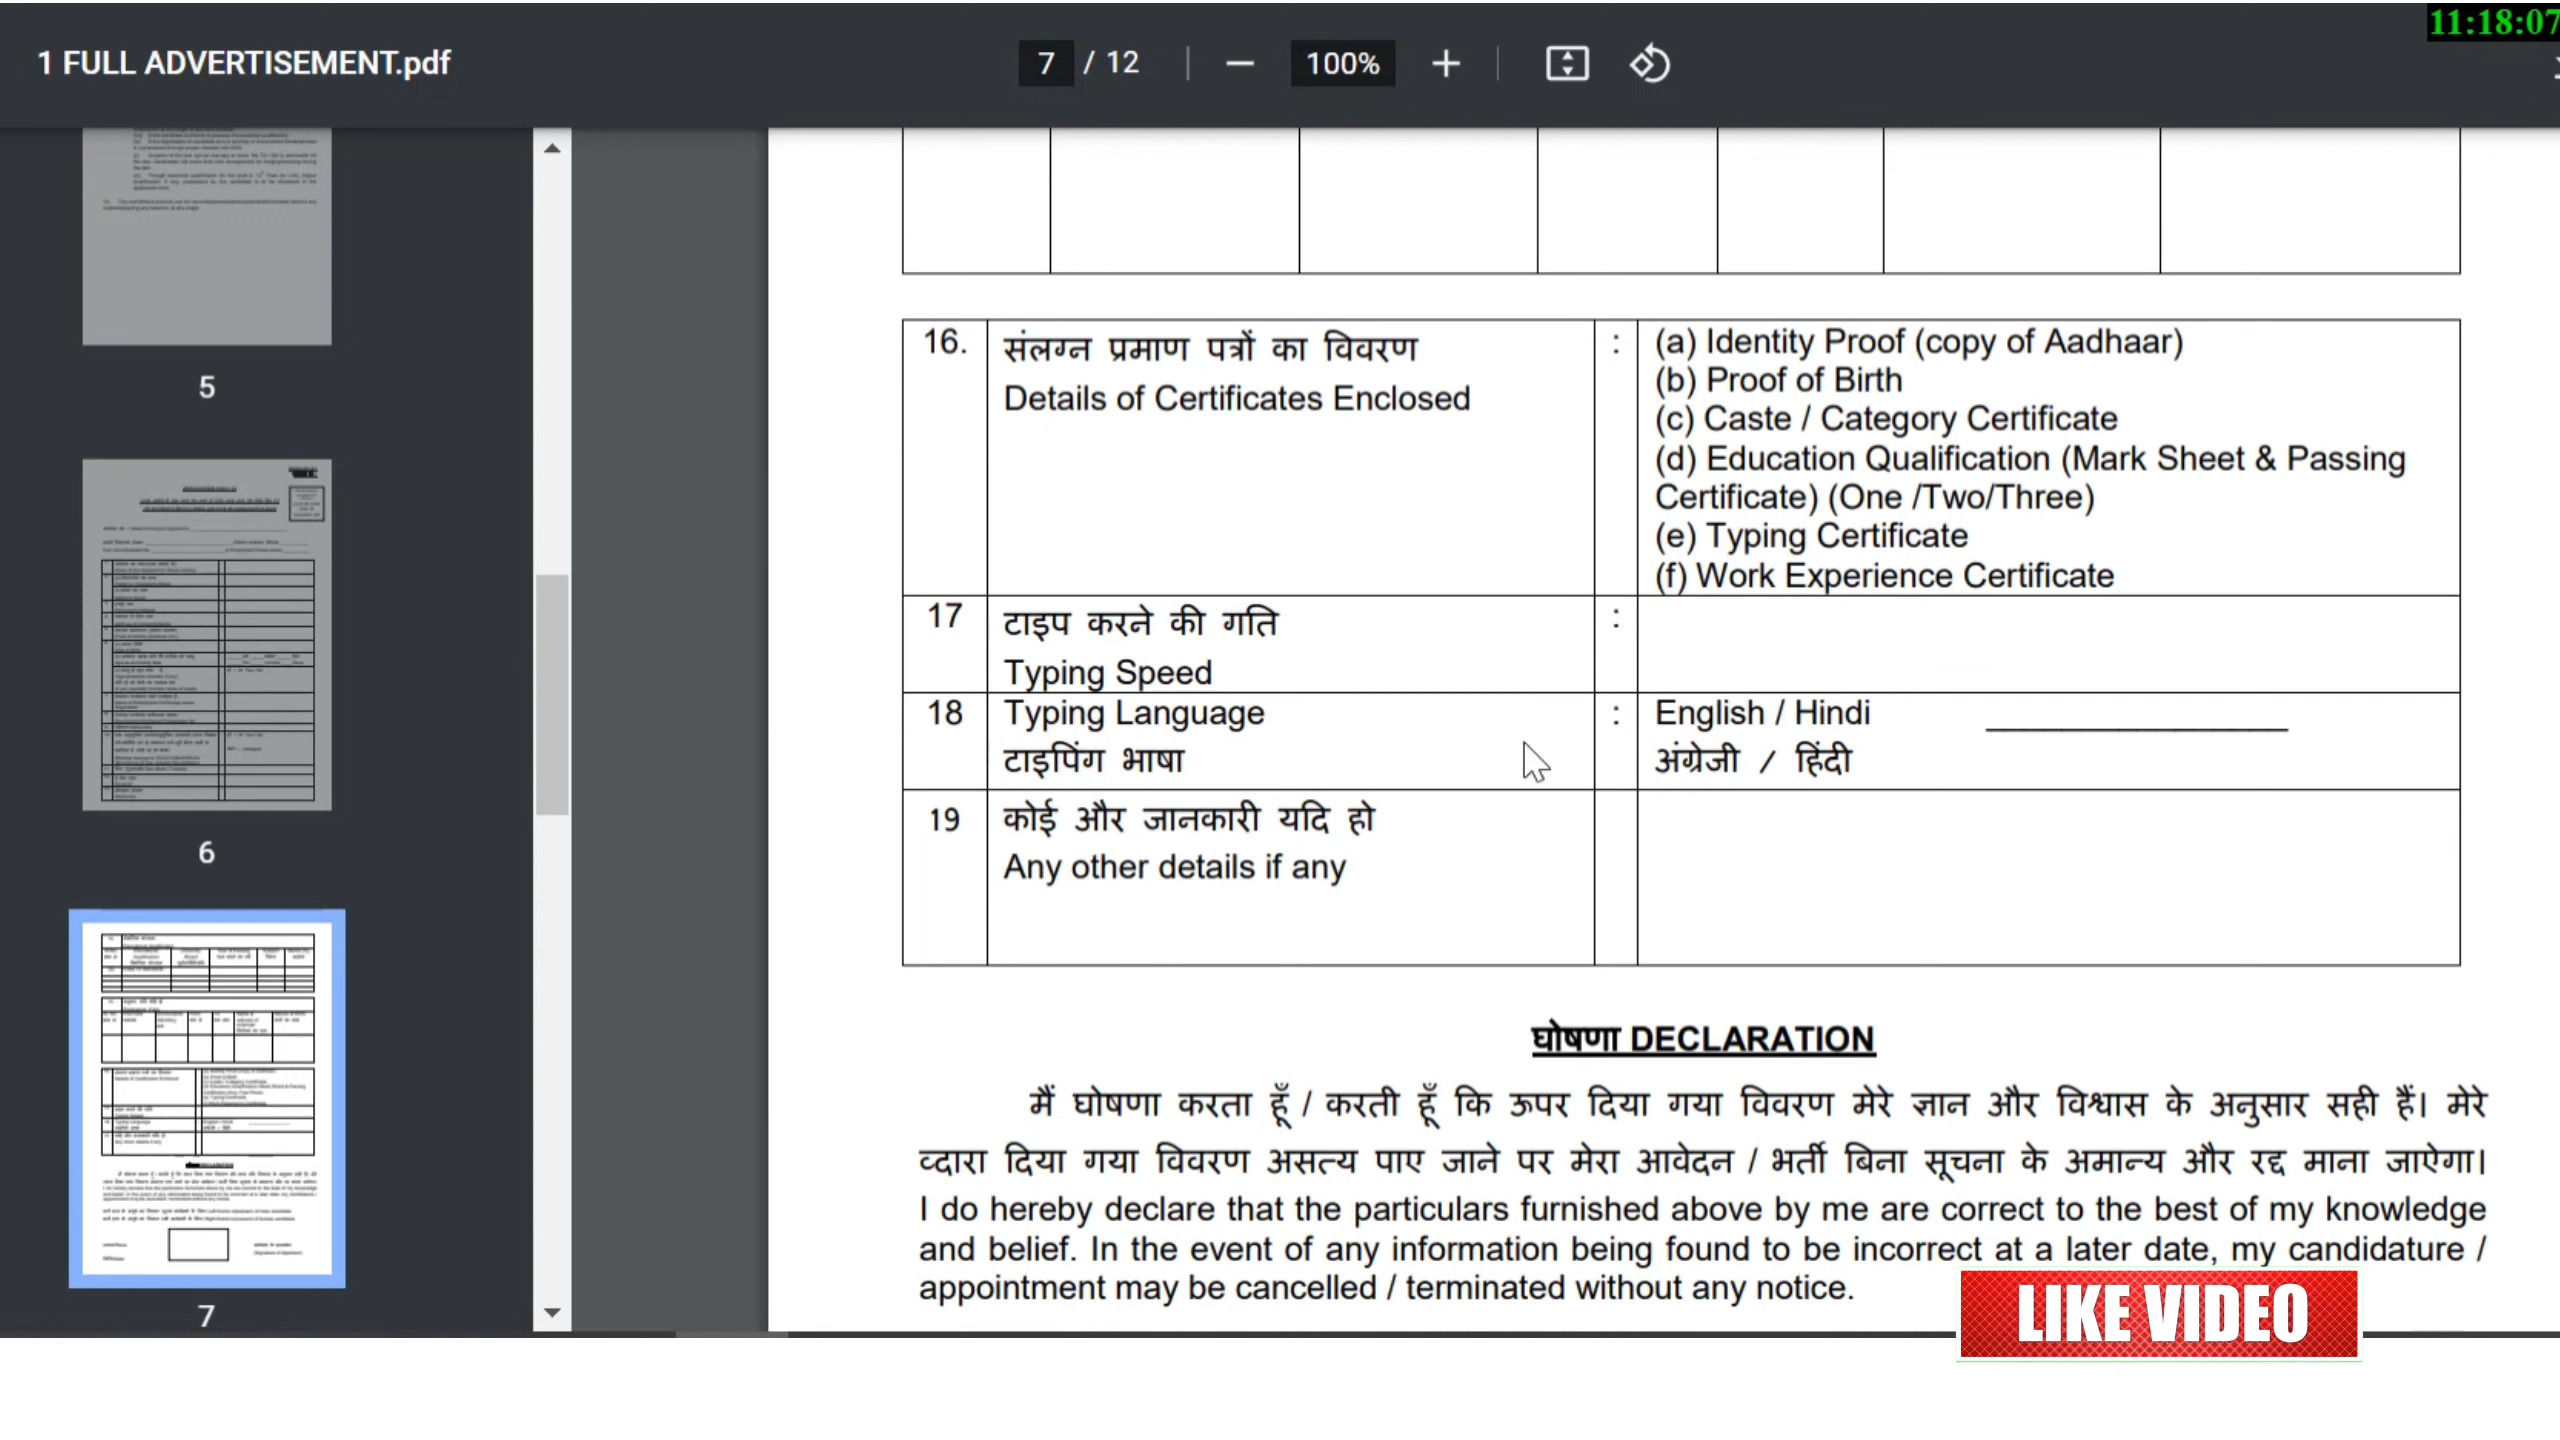 11:18:07
1 FULL ADVERTISEMENT.pdf
7 / 12
100%
5
6
7
16. संलग्न प्रमाण पत्रों का विवरण : (a) Identity Proof (copy of Aadhaar)
Details of Certificates Enclosed (b) Proof of Birth
(c) Caste / Category Certificate
(d) Education Qualification (Mark Sheet & Passing
Certificate) (One /Two/Three)
(e) Typing Certificate
(f) Work Experience Certificate
17 टाइप करने की गति :
Typing Speed
18 Typing Language : English / Hindi
टाइपिंग भाषा अंग्रेजी / हिंदी
19 कोई और जानकारी यदि हो
Any other details if any
घोषणा DECLARATION
मैं घोषणा करता हूँ / करती हूँ कि ऊपर दिया गया विवरण मेरे ज्ञान और विश्वास के अनुसार सही हैं। मेरे
व्दारा दिया गया विवरण असत्य पाए जाने पर मेरा आवेदन / भर्ती बिना सूचना के अमान्य और रद्द माना जाऐगा।
I do hereby declare that the particulars furnished above by me are correct to the best of my knowledge
and belief. In the event of any information being found to be incorrect at a later date, my candidature /
appointment may be cancelled / terminated without any notice.
LIKE VIDEO